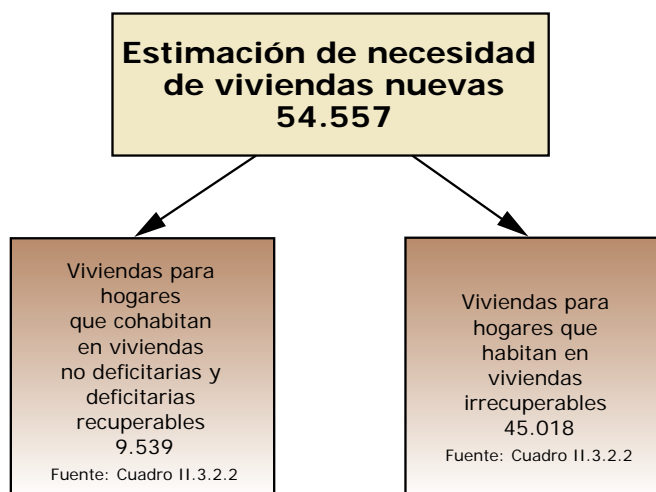 Estimación de necesidad
de viviendas nuevas
54.557
Viviendas para
hogares
que cohabitan
en viviendas
no deficitarias y
deficitarias
recuperables
9.539
Fuente: Cuadro II.3.2.2
Viviendas para
hogares que
habitan en
viviendas
irrecuperables
45.018
Fuente: Cuadro II.3.2.2